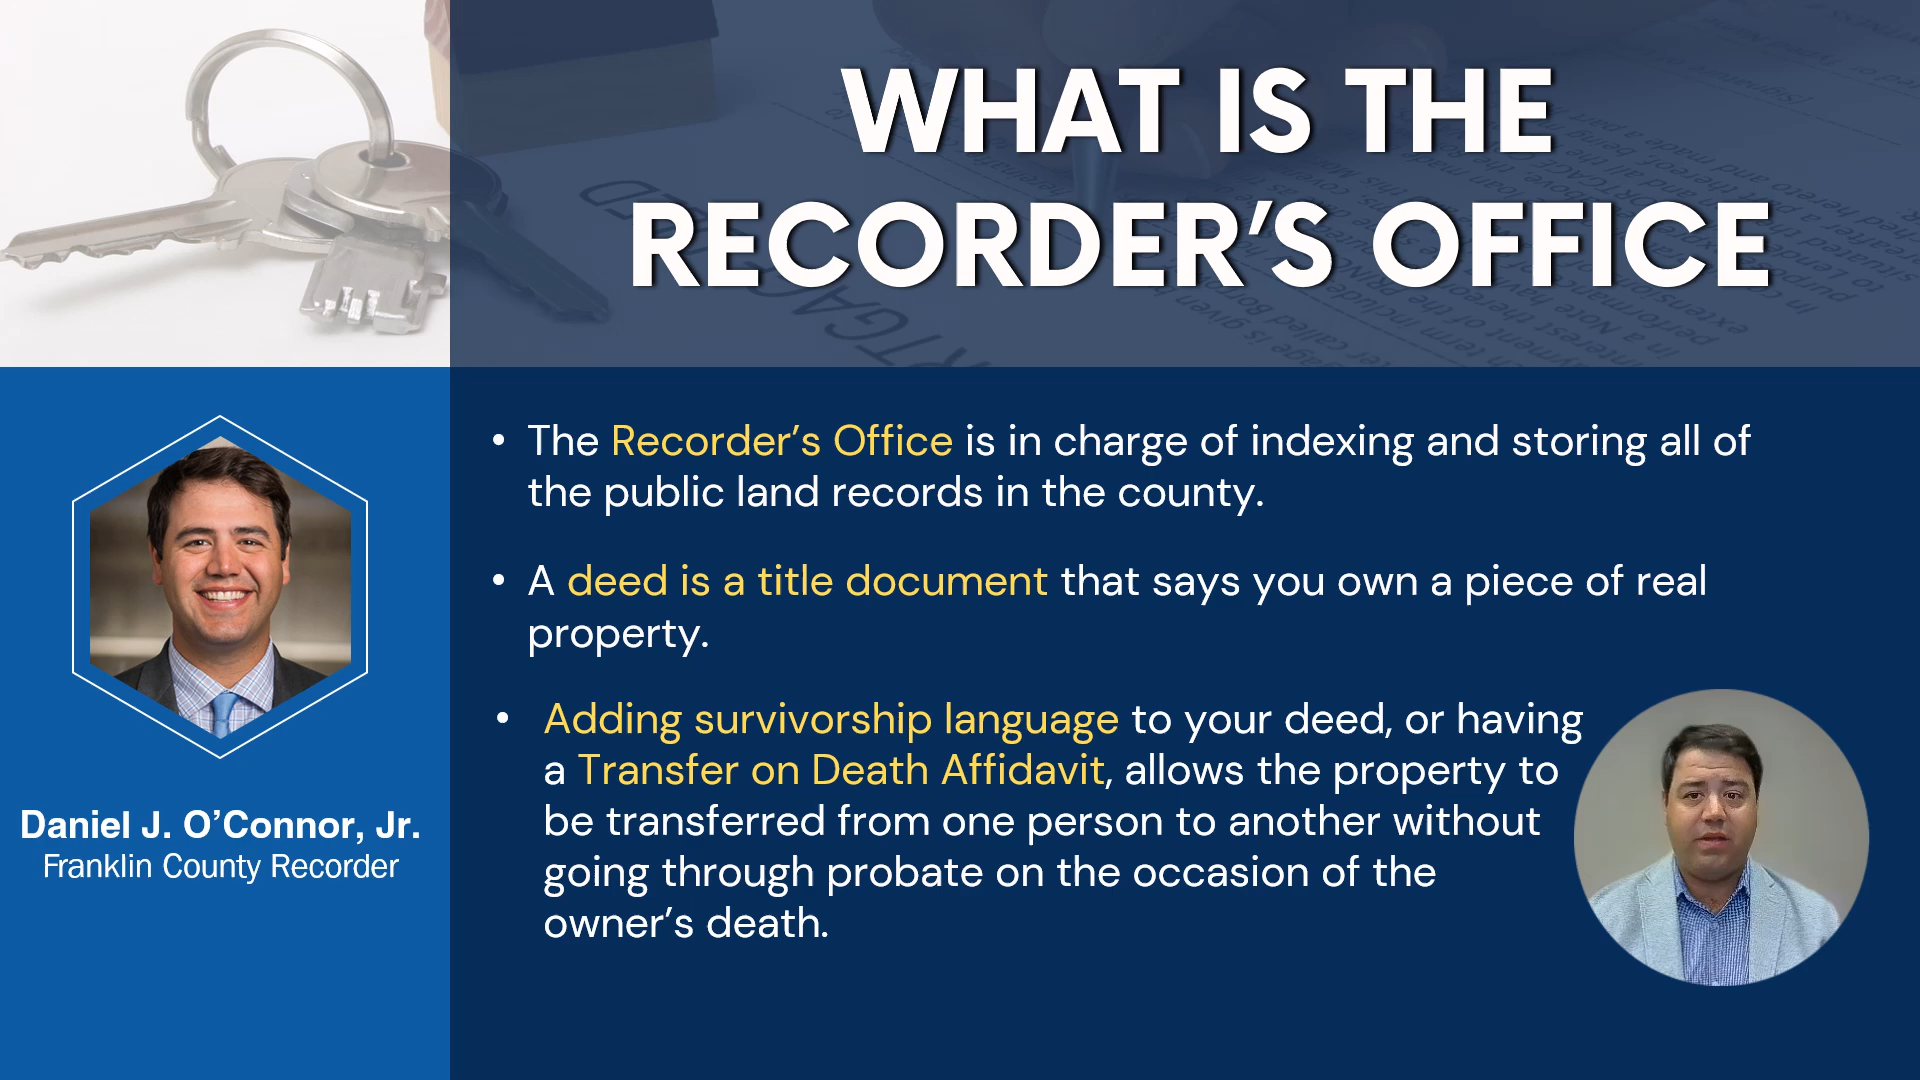 WHAT IS THE
RECORDER’S OFFICE
• The Recorder’s Office is in charge of indexing and storing all of
the public land records in the county.
• A deed is a title document that says you own a piece of real
property.
• Adding survivorship language to your deed, or having
a Transfer on Death Affidavit, allows the property to
be transferred from one person to another without
going through probate on the occasion of the
owner’s death.
Daniel J. O’Connor, Jr.
Franklin County Recorder